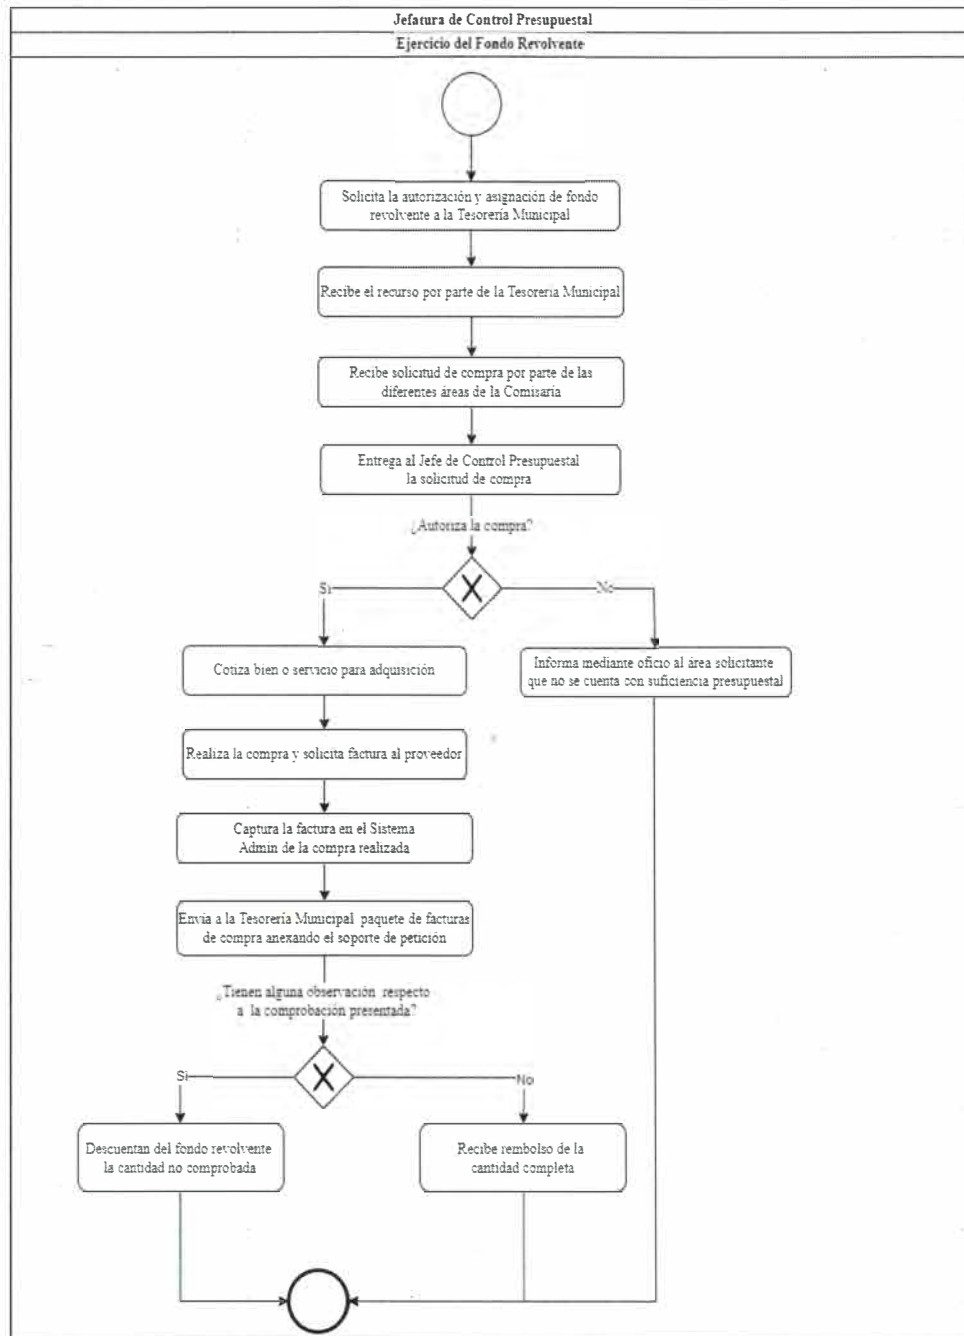 Jefatura de Control Presupuestal
Ejercicio del Fondo Revolvente
Solicita la autorización y asignación de fondo
revolvente a la Tesorería Municipal
Recibe el recurso por parte de la Tesorería Municipal
Recibe solicitud de compra por parte de las
diferentes áreas de la Comisaría
Entrega al Jefe de Control Presupuestal
la solicitud de compra
¿Autoriza la compra?
Si
No
Cotiza bien o servicio para adquisición
Informa mediante oficio al área solicitante
que no se cuenta con suficiencia presupuestal
Realiza la compra y solicita factura al proveedor
Captura la factura en el Sistema
Admin de la compra realizada
Envia a la Tesorería Municipal paquete de facturas
de compra anexando el soporte de petición
¿Tienen alguna observación respecto
a la comprobación presentada?
Si
No
Descuentan del fondo revolvente
la cantidad no comprobada
Recibe rembolso de la
cantidad completa